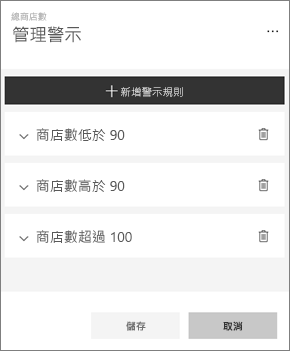 總商店數
管理警示
...
新增警示規則
商店數低於 90
商店數高於 90
商店數超過 100
儲存
取消